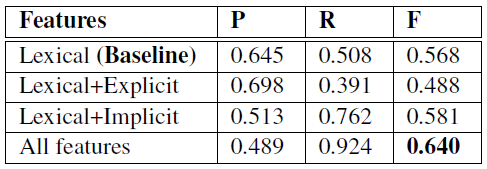 Features P R F
Lexical (Baseline) 0.645 0.508 0.568
Lexical+Explicit 0.698 0.391 0.488
Lexical+Implicit 0.513 0.762 0.581
All features 0.489 0.924 0.640